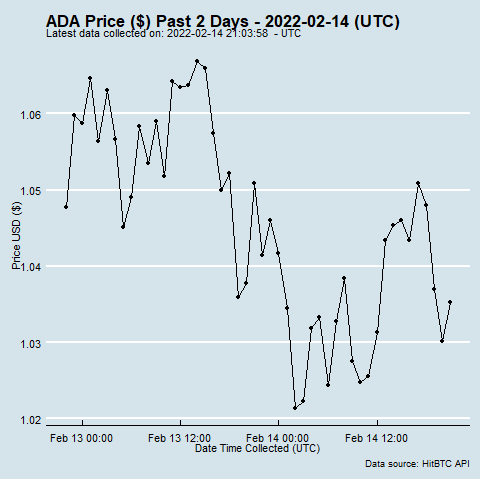 ADA Price ($) Past 2 Days - 2022-02-14 (UTC)
Latest data collected on: 2022-02-14 21:03:58 - UTC
1.06
1.05
1.04
1.03
1.02
Price USD ($)
Feb 13 00:00
Feb 13 12:00
Feb 14 00:00
Feb 14 12:00
Date Time Collected (UTC)
Data source: HitBTC API